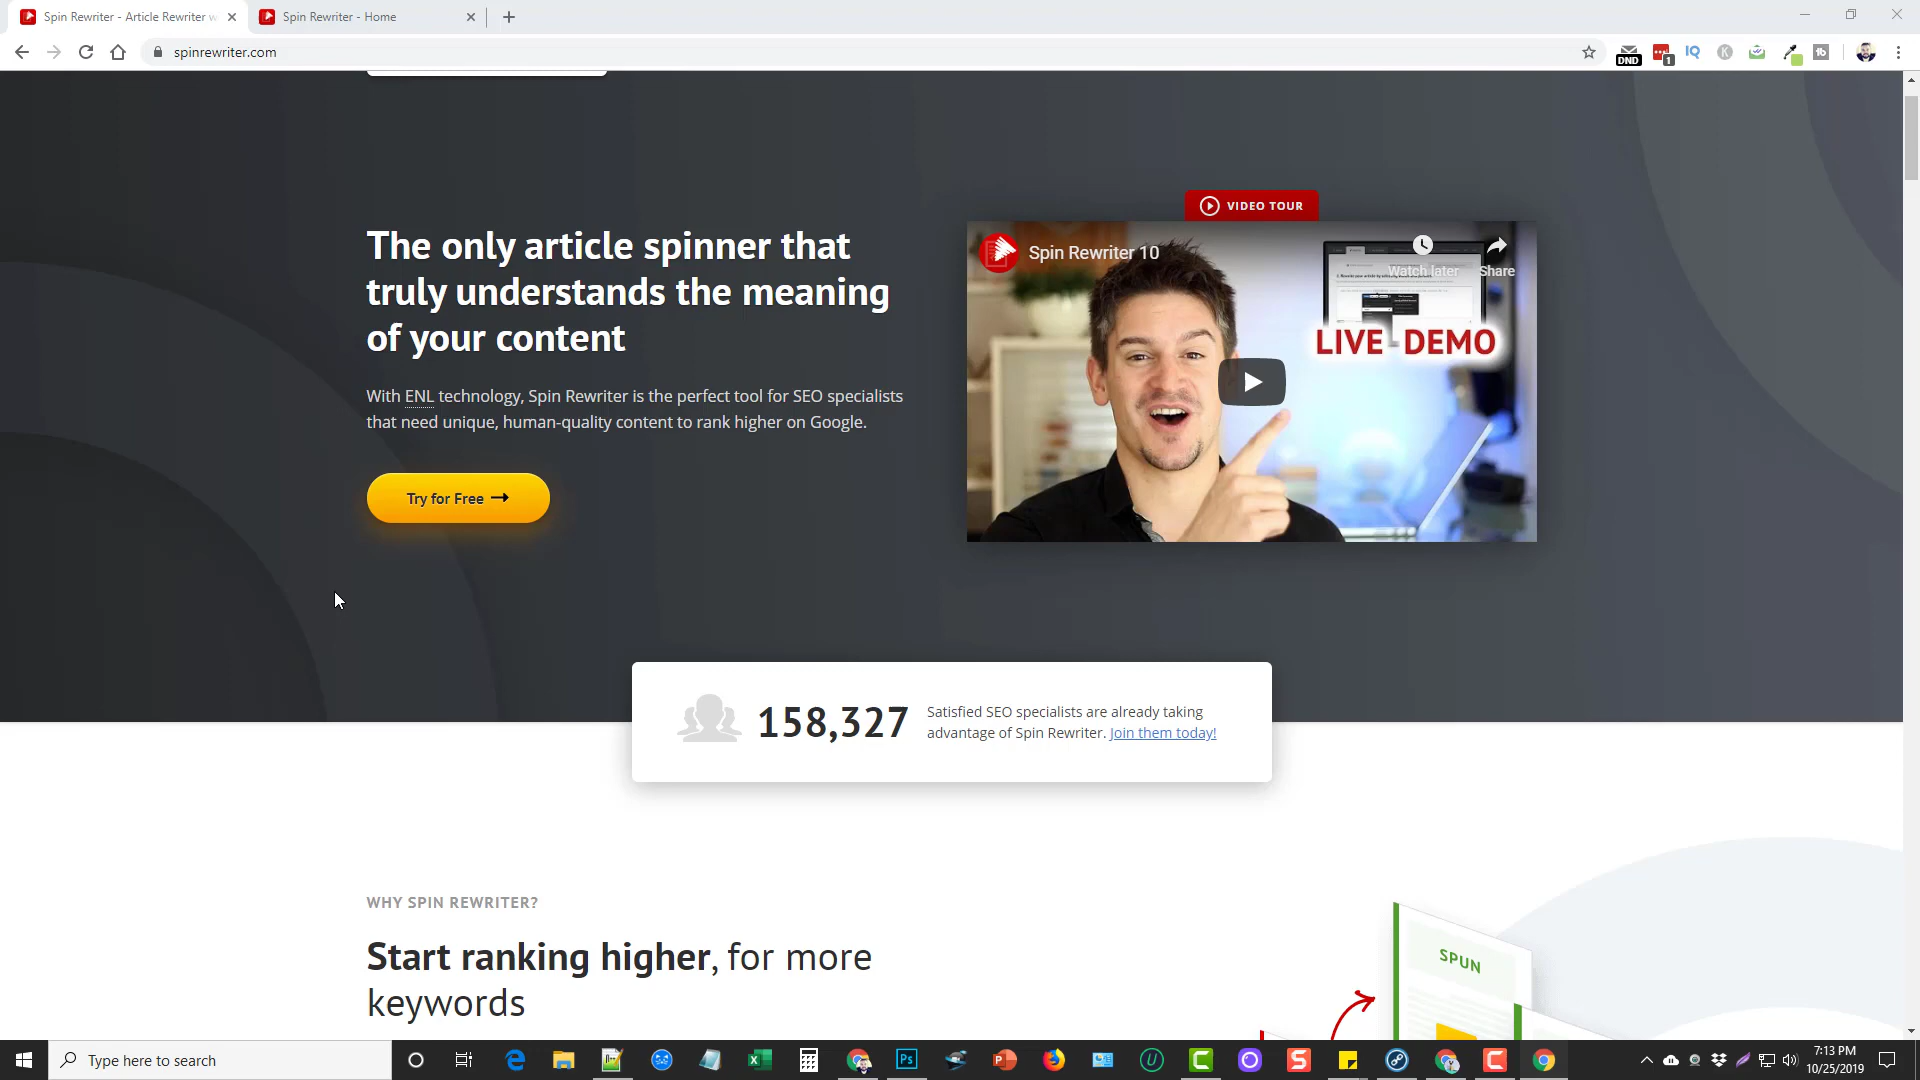 Spin Rewriter - Article Rewriter w
Spin Rewriter - Home
spinrewriter.com
DND
1
IQ
K
tb
VIDEO TOUR
Spin Rewriter 10
Watch later
Share
LIVE DEMO
The only article spinner that
truly understands the meaning
of your content
With ENL technology, Spin Rewriter is the perfect tool for SEO specialists
that need unique, human-quality content to rank higher on Google.
Try for Free
158,327
Satisfied SEO specialists are already taking
advantage of Spin Rewriter. Join them today!
WHY SPIN REWRITER?
Start ranking higher, for more
keywords
SPUN
Type here to search
Ps
7:13 PM
10/25/2019